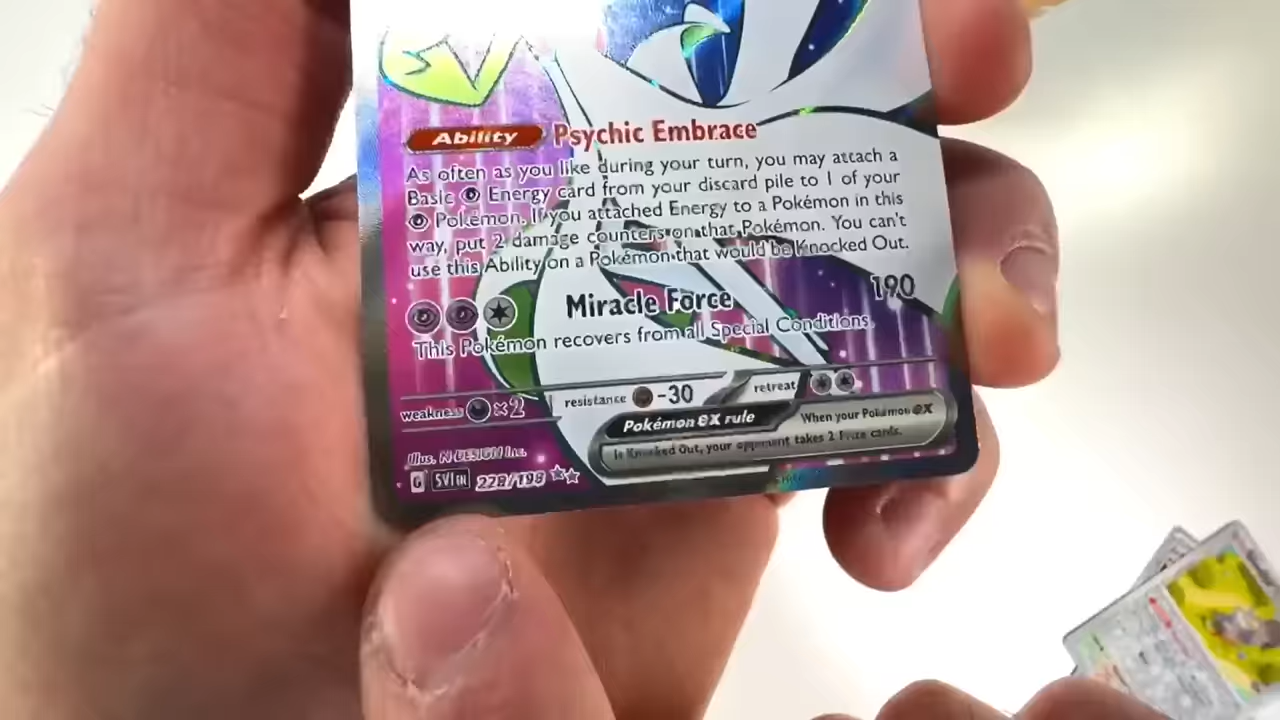 Ability Psychic Embrace
As often as you like during your turn, you may attach a
Basic Energy card from your discard pile to 1 of your
Pokémon. If you attached Energy to a Pokémon in this
way, put 2 damage counters on that Pokémon. You can't
use this Ability on a Pokémon that would be Knocked Out.
Miracle Force 190
This Pokémon recovers from all Special Conditions.
weakness ×2 resistance -30 retreat
Pokémon ex rule When your Pokémon ex
is Knocked Out, your opponent takes 2 Prize cards.
Illus. N-DESIGN Inc.
G SVI EN 228/198